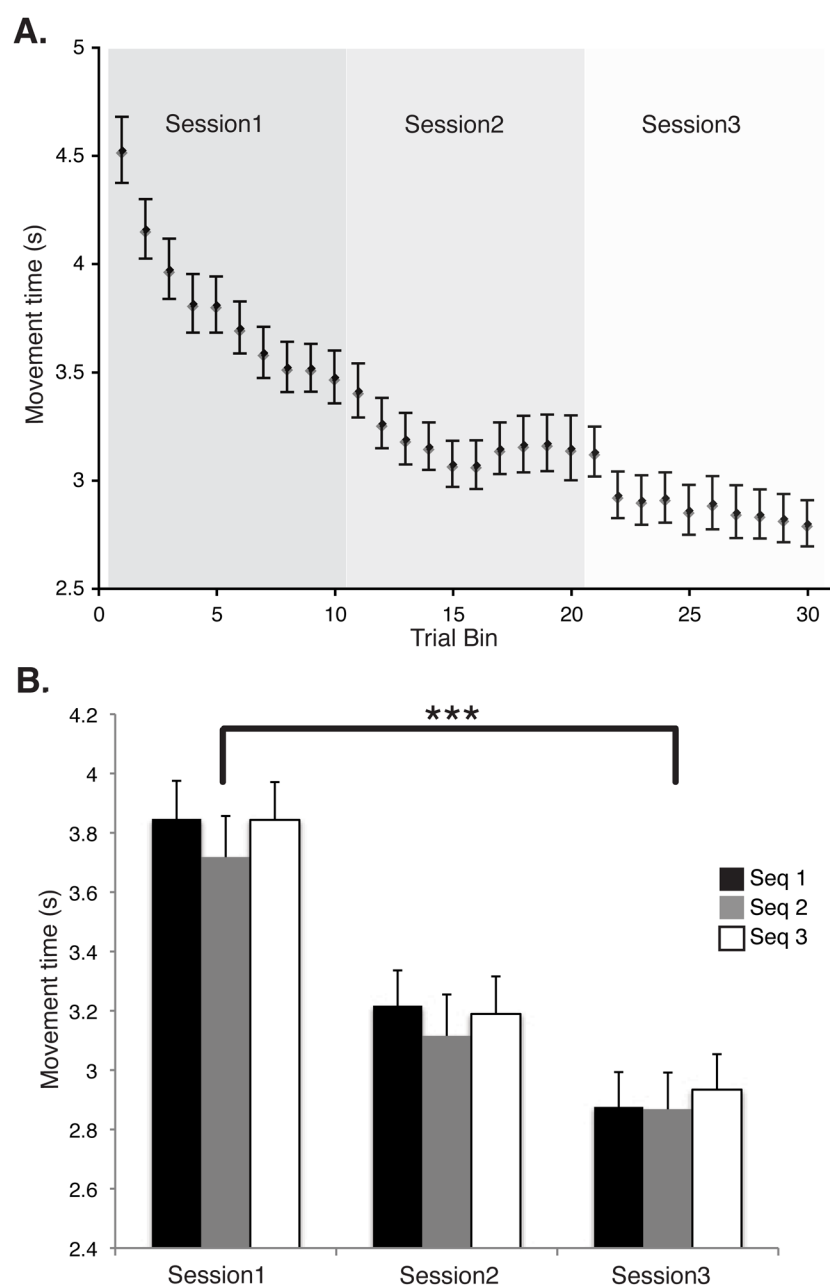 A.
5
Session1 Session2 Session3
4.5
4
3.5
3
2.5
Movement time (s)
0 5 10 15 20 25 30
Trial Bin
B.
***
4.2
4
3.8
3.6
3.4
3.2
3
2.8
2.6
2.4
Movement time (s)
Seq 1
Seq 2
Seq 3
Session1 Session2 Session3